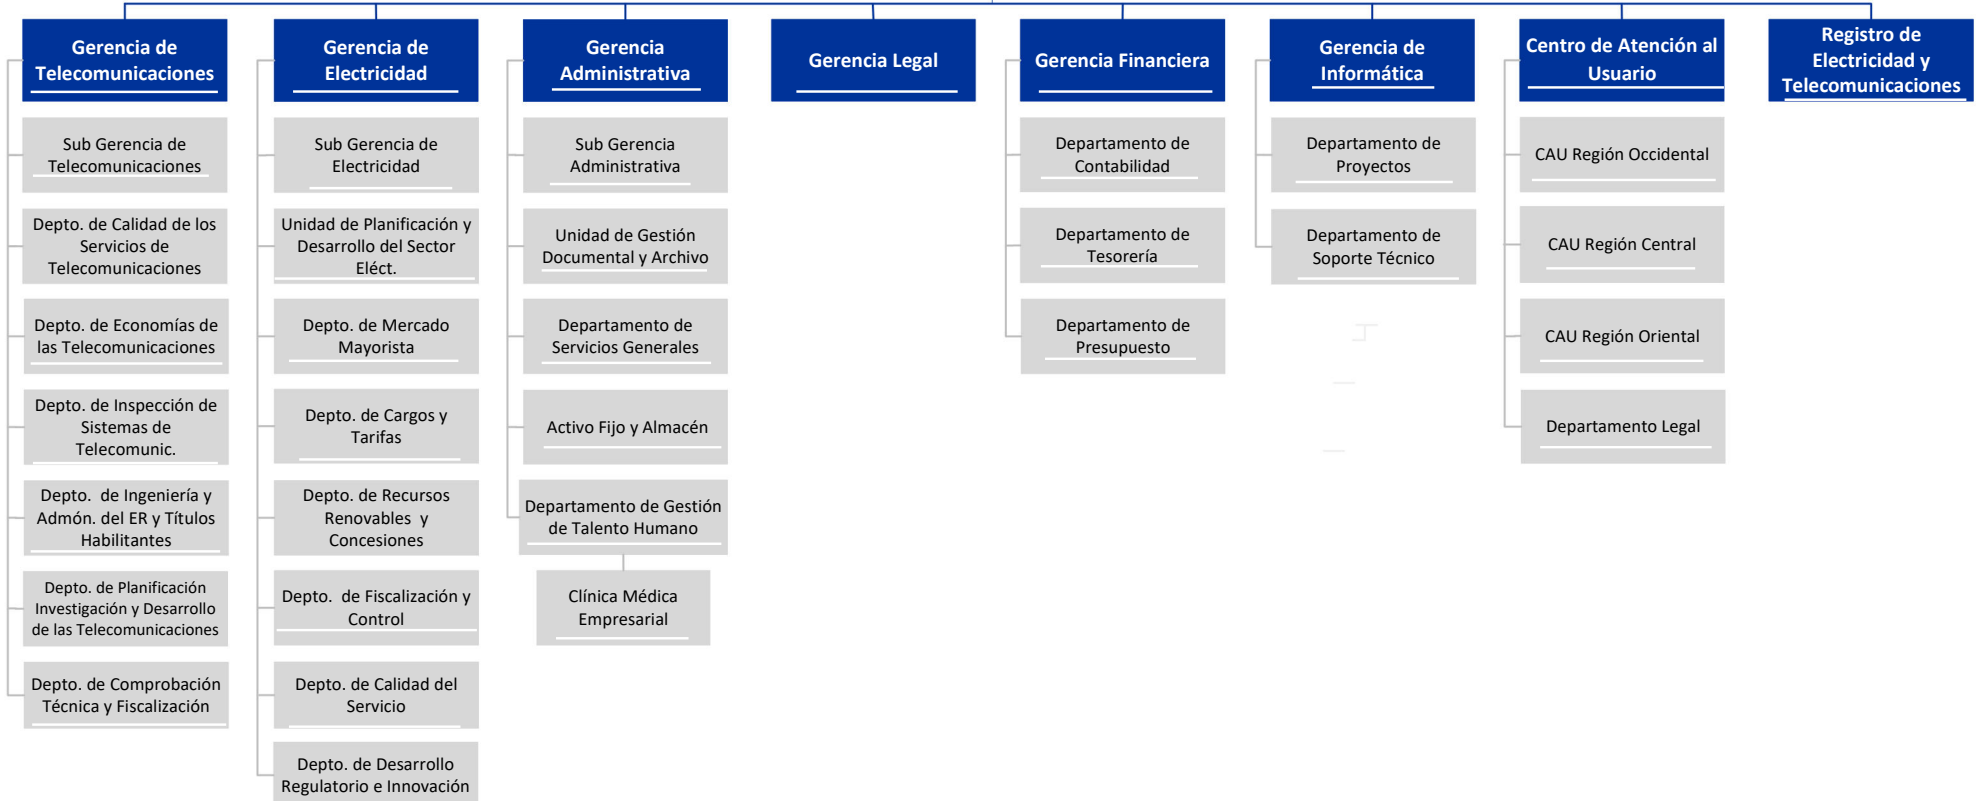 Gerencia de
Telecomunicaciones
Sub Gerencia de
Telecomunicaciones
Depto. de Calidad de los
Servicios de
Telecomunicaciones
Depto. de Economías de
las Telecomunicaciones
Depto. de Inspección de
Sistemas de
Telecomunic.
Depto. de Ingeniería y
Admón. del ER y Títulos
Habilitantes
Depto. de Planificación
Investigación y Desarrollo
de las Telecomunicaciones
Depto. de Comprobación
Técnica y Fiscalización
Gerencia de
Electricidad
Sub Gerencia de
Electricidad
Unidad de Planificación y
Desarrollo del Sector
Eléct.
Depto. de Mercado
Mayorista
Depto. de Cargos y
Tarifas
Depto. de Recursos
Renovables y
Concesiones
Depto. de Fiscalización y
Control
Depto. de Calidad del
Servicio
Depto. de Desarrollo
Regulatorio e Innovación
Gerencia
Administrativa
Sub Gerencia
Administrativa
Unidad de Gestión
Documental y Archivo
Departamento de
Servicios Generales
Activo Fijo y Almacén
Departamento de Gestión
de Talento Humano
Clínica Médica
Empresarial
Gerencia Legal
Gerencia Financiera
Departamento de
Contabilidad
Departamento de
Tesorería
Departamento de
Presupuesto
Gerencia de
Informática
Departamento de
Proyectos
Departamento de
Soporte Técnico
Centro de Atención al
Usuario
CAU Región Occidental
CAU Región Central
CAU Región Oriental
Departamento Legal
Registro de
Electricidad y
Telecomunicaciones